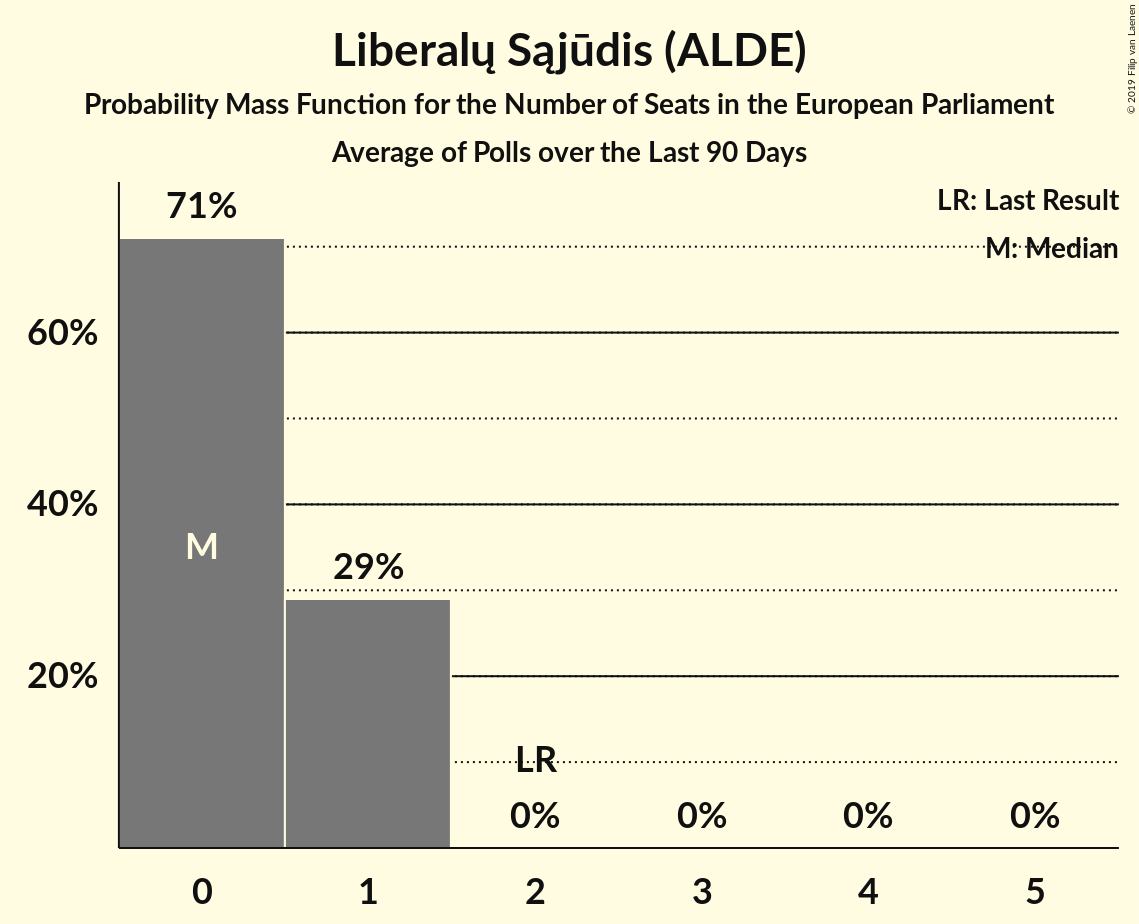 Liberalų Sąjūdis (ALDE)
Probability Mass Function for the Number of Seats in the European Parliament
Average of Polls over the Last 90 Days
© 2019 Filip van Laenen
LR: Last Result
M: Median
71%
60%
40%
M
29%
20%
LR
0% 0% 0% 0%
0 1 2 3 4 5